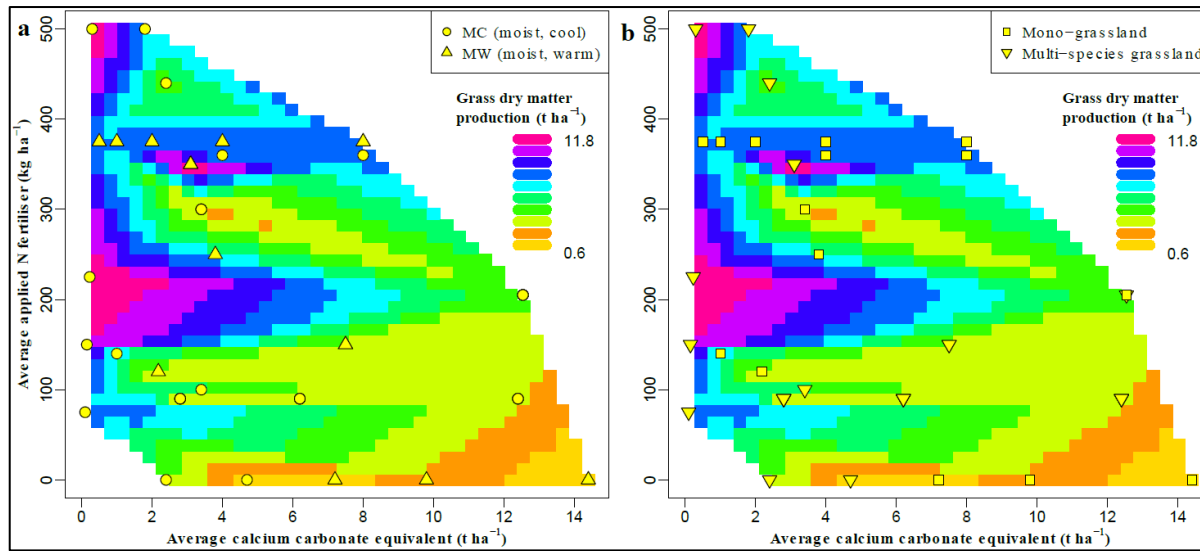 a
MC (moist, cool)
MW (moist, warm)
Grass dry matter
production (t ha⁻¹)
11.8
0.6
500
400
300
200
100
0
Average applied N fertiliser (kg ha⁻¹)
0 2 4 6 8 10 12 14
Average calcium carbonate equivalent (t ha⁻¹)
b
Mono-grassland
Multi-species grassland
Grass dry matter
production (t ha⁻¹)
11.8
0.6
500
400
300
200
100
0
0 2 4 6 8 10 12 14
Average calcium carbonate equivalent (t ha⁻¹)